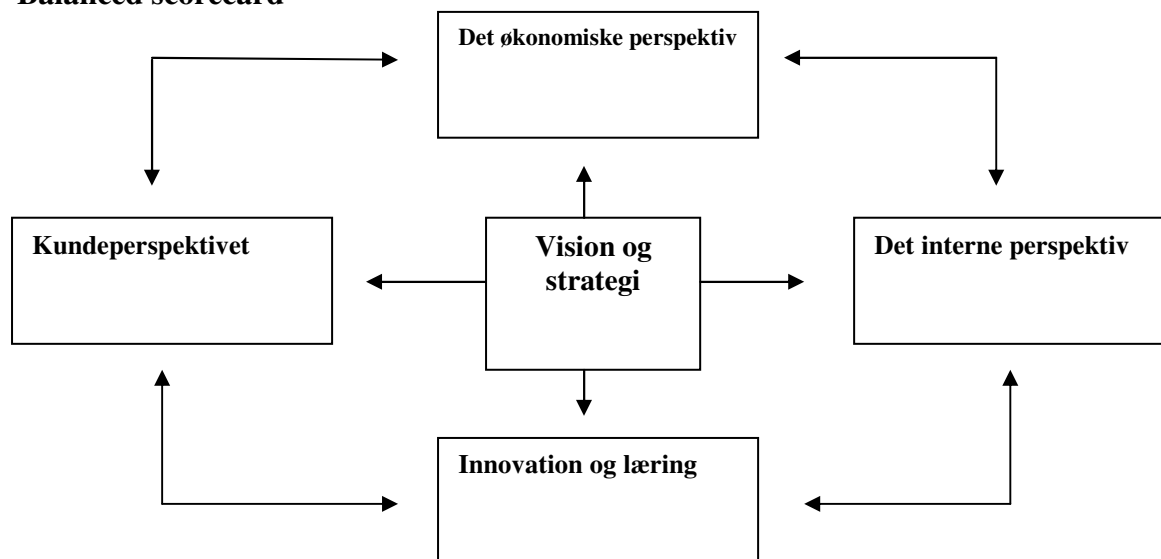 Balanced scorecard
Det økonomiske perspektiv
Kundeperspektivet
Vision og
strategi
Det interne perspektiv
Innovation og læring